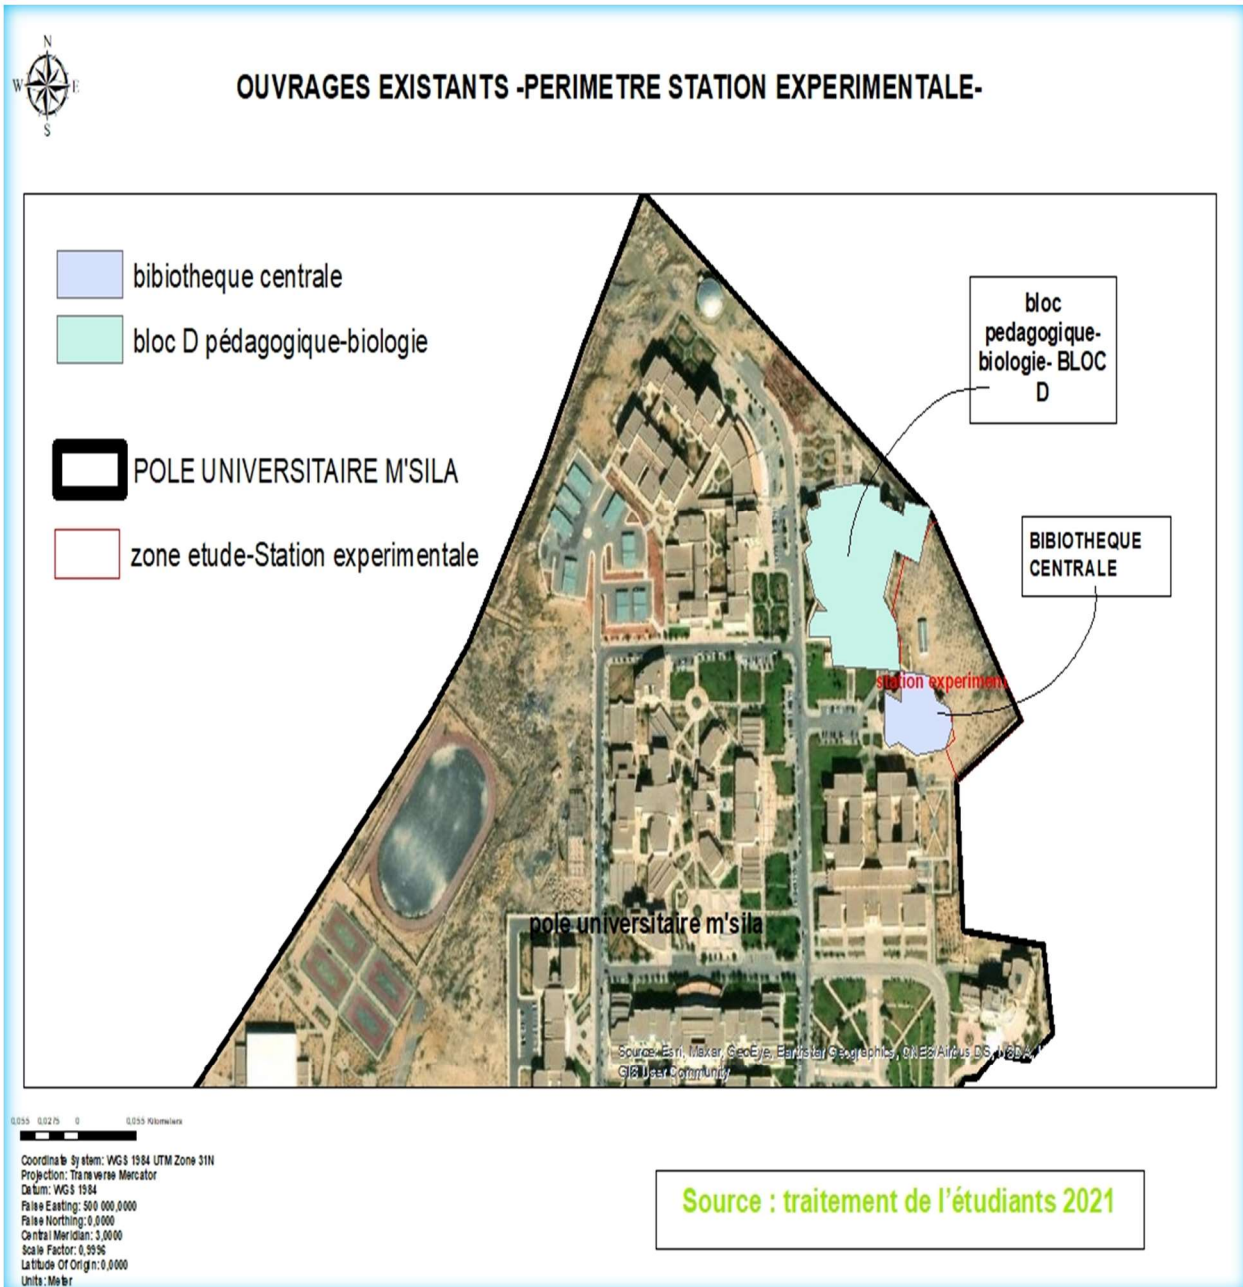 N
W E
S
OUVRAGES EXISTANTS -PERIMETRE STATION EXPERIMENTALE-
bibiotheque centrale
bloc D pédagogique-biologie
POLE UNIVERSITAIRE M'SILA
zone etude-Station experimentale
bloc
pedagogique-
biologie- BLOC
D
BIBIOTHEQUE
CENTRALE
station experiment
pole universitaire m'sila
Source: Esri, Maxar, GeoEye, Earthstar Geographics, CNES/Airbus DS, USDA,
GIS User Community
0,055 0,0275 0 0,055 Kilometers
Coordinate System: WGS 1984 UTM Zone 31N
Projection: Transverse Mercator
Datum: WGS 1984
False Easting: 500 000,0000
False Northing: 0,0000
Central Meridian: 3,0000
Scale Factor: 0,9996
Latitude Of Origin: 0,0000
Units: Meter
Source : traitement de l'étudiants 2021